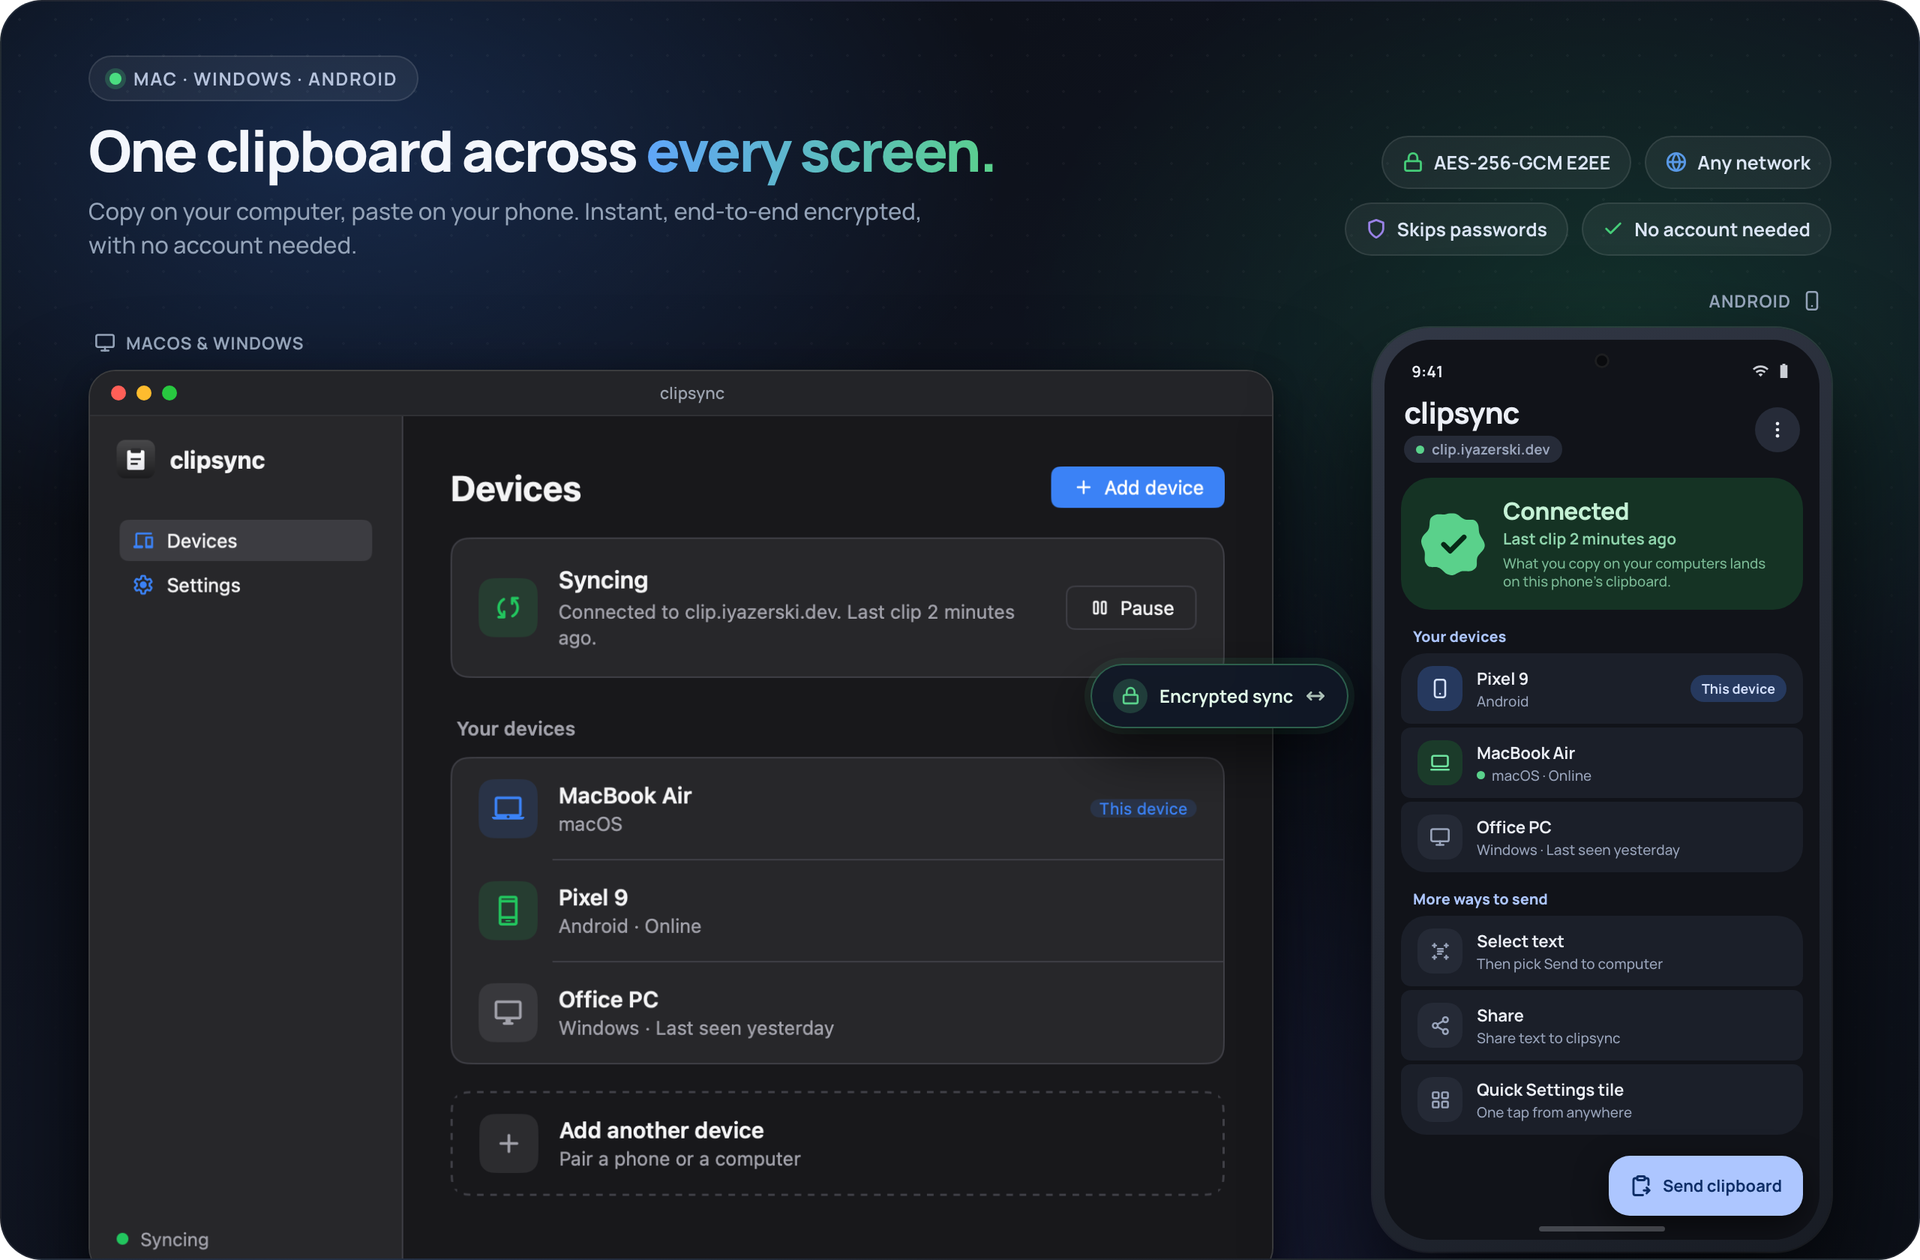 MAC · WINDOWS · ANDROID
One clipboard across every screen.
Copy on your computer, paste on your phone. Instant, end-to-end encrypted,
with no account needed.
AES-256-GCM E2EE
Any network
Skips passwords
No account needed
MACOS & WINDOWS
clipsync
clipsync
Devices
Settings
Syncing
Devices
+ Add device
Syncing
Connected to clip.iyazerski.dev. Last clip 2 minutes
ago.
Pause
Encrypted sync ↔
Your devices
MacBook Air
macOS
This device
Pixel 9
Android · Online
Office PC
Windows · Last seen yesterday
Add another device
Pair a phone or a computer
ANDROID
9:41
clipsync
clip.iyazerski.dev
Connected
Last clip 2 minutes ago
What you copy on your computers lands
on this phone's clipboard.
Your devices
Pixel 9
Android
This device
MacBook Air
macOS · Online
Office PC
Windows · Last seen yesterday
More ways to send
Select text
Then pick Send to computer
Share
Share text to clipsync
Quick Settings tile
One tap from anywhere
Send clipboard